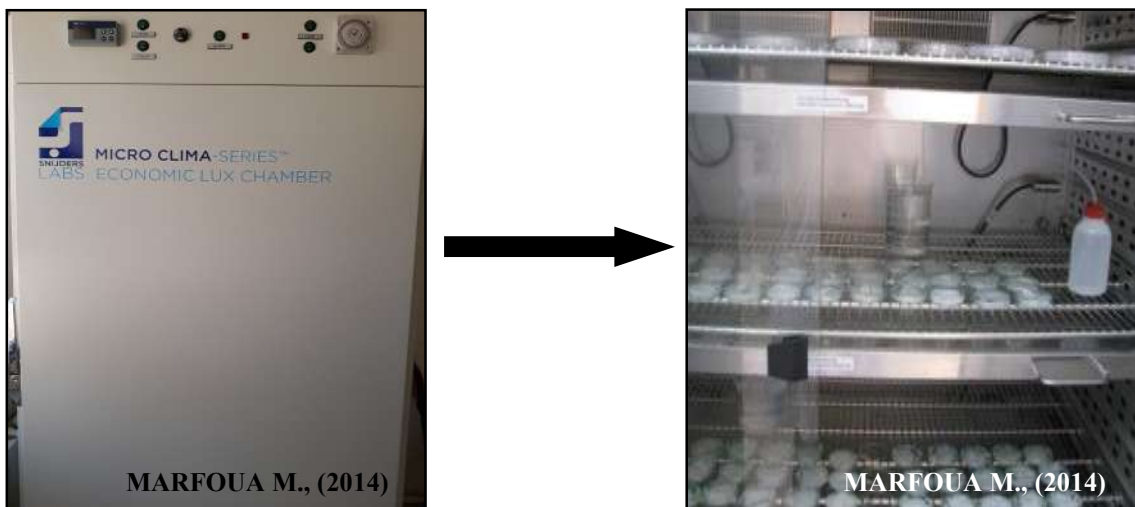 SNIJDERS
LABS
MICRO CLIMA-SERIES™
ECONOMIC LUX CHAMBER
MARFOUA M., (2014)
MARFOUA M., (2014)